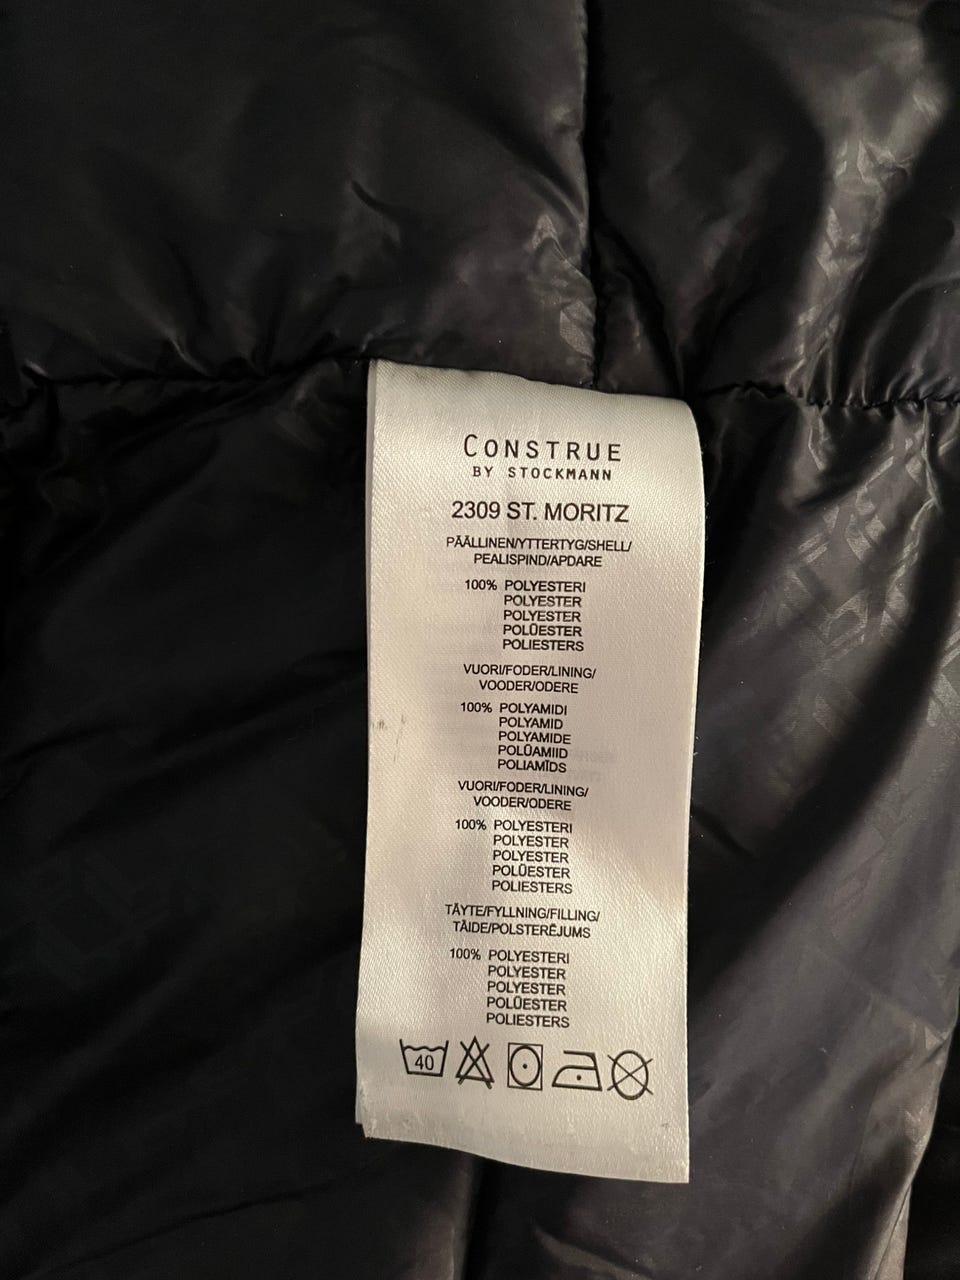 CONSTRUE
BY STOCKMANN
2309 ST. MORITZ
PÄÄLLINEN/YTTERTYG/SHELL/
PEALISPIND/APDARE
100% POLYESTERI
POLYESTER
POLYESTER
POLÜESTER
POLIESTERS
VUORI/FODER/LINING/
VOODER/ODERE
100% POLYAMIDI
POLYAMID
POLYAMIDE
POLÜAMIID
POLIAMĪDS
VUORI/FODER/LINING/
VOODER/ODERE
100% POLYESTERI
POLYESTER
POLYESTER
POLÜESTER
POLIESTERS
TÄYTE/FYLLNING/FILLING/
TÄIDE/POLSTERĒJUMS
100% POLYESTERI
POLYESTER
POLYESTER
POLÜESTER
POLIESTERS
40